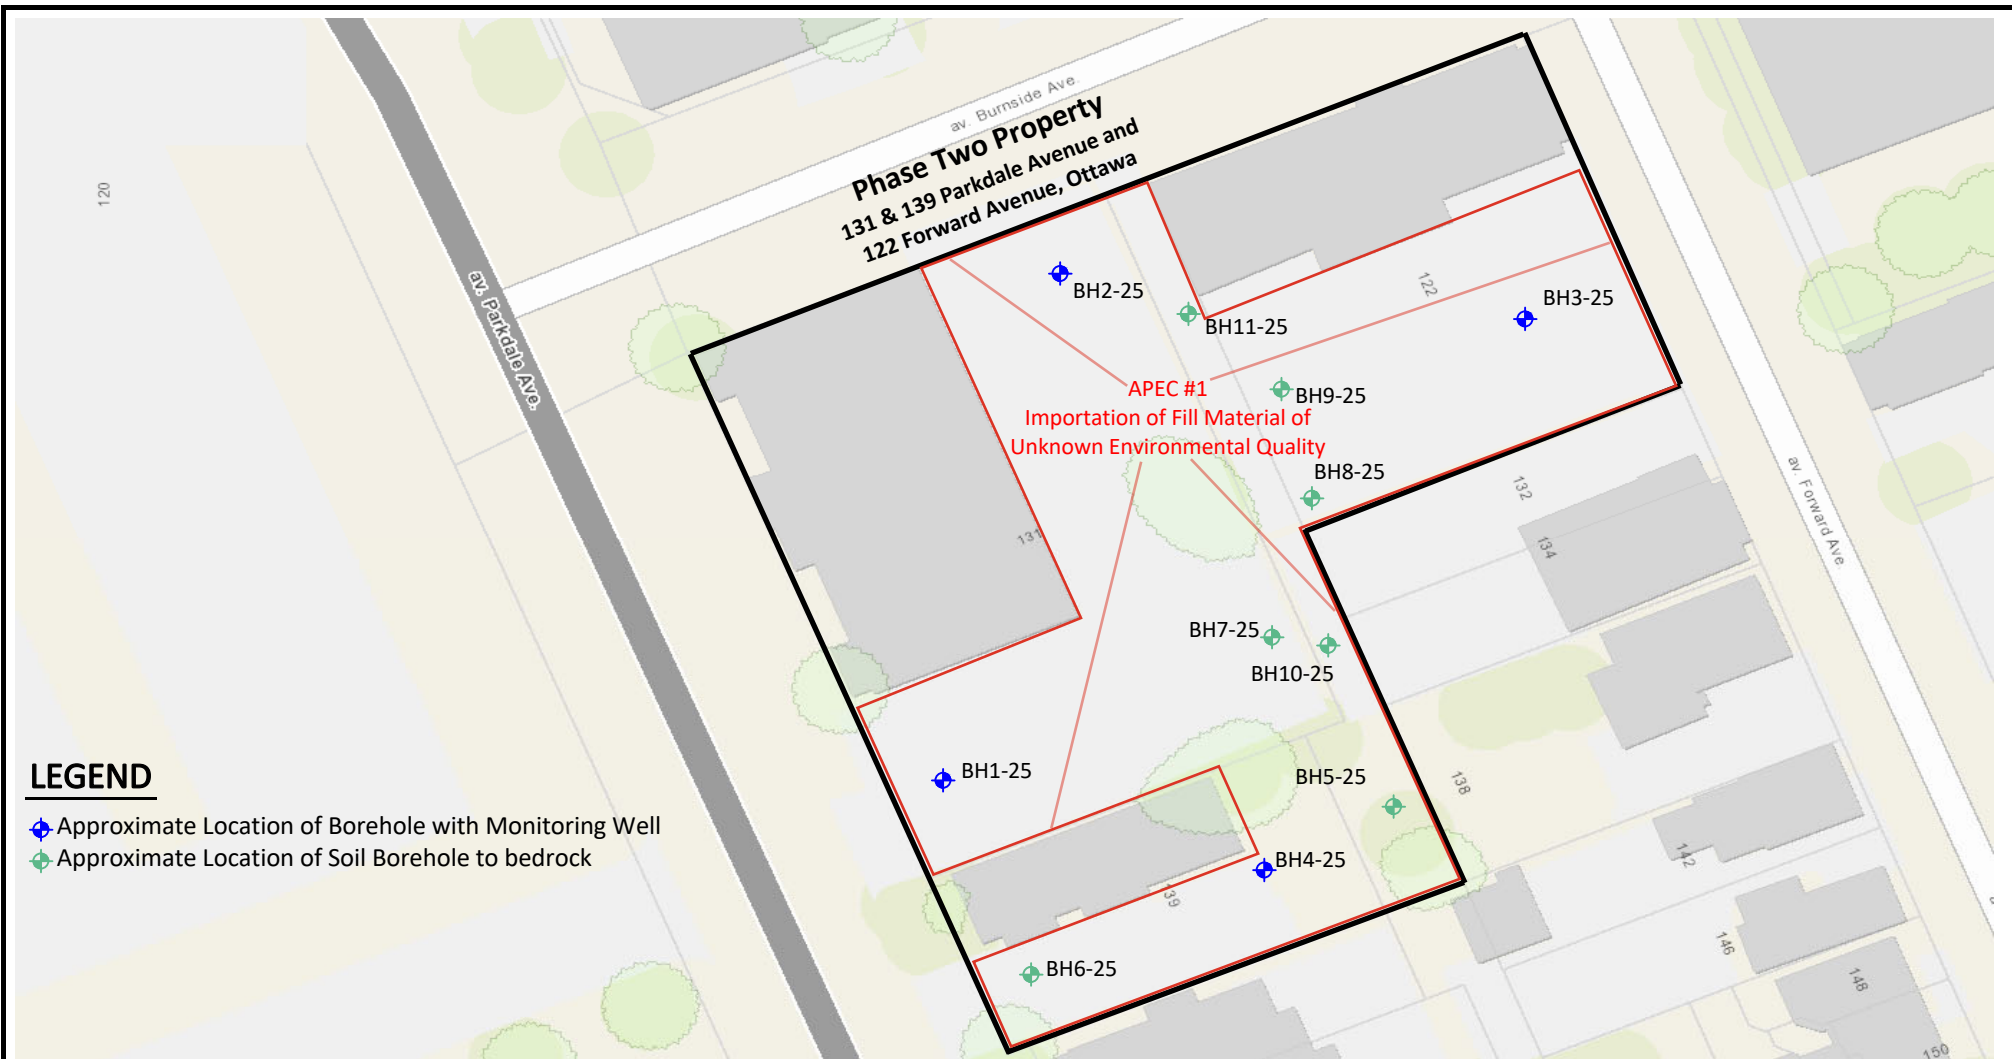 av. Burnside Ave.
Phase Two Property
131 & 139 Parkdale Avenue and
122 Forward Avenue, Ottawa
120
av. Parkdale Ave.
BH2-25
BH11-25
122
BH3-25
APEC #1
Importation of Fill Material of
Unknown Environmental Quality
BH9-25
BH8-25
132
134
av. Forward Ave.
131
BH7-25
BH10-25
BH1-25
BH5-25
138
142
BH4-25
139
BH6-25
146
148
150
LEGEND
Approximate Location of Borehole with Monitoring Well
Approximate Location of Soil Borehole to bedrock